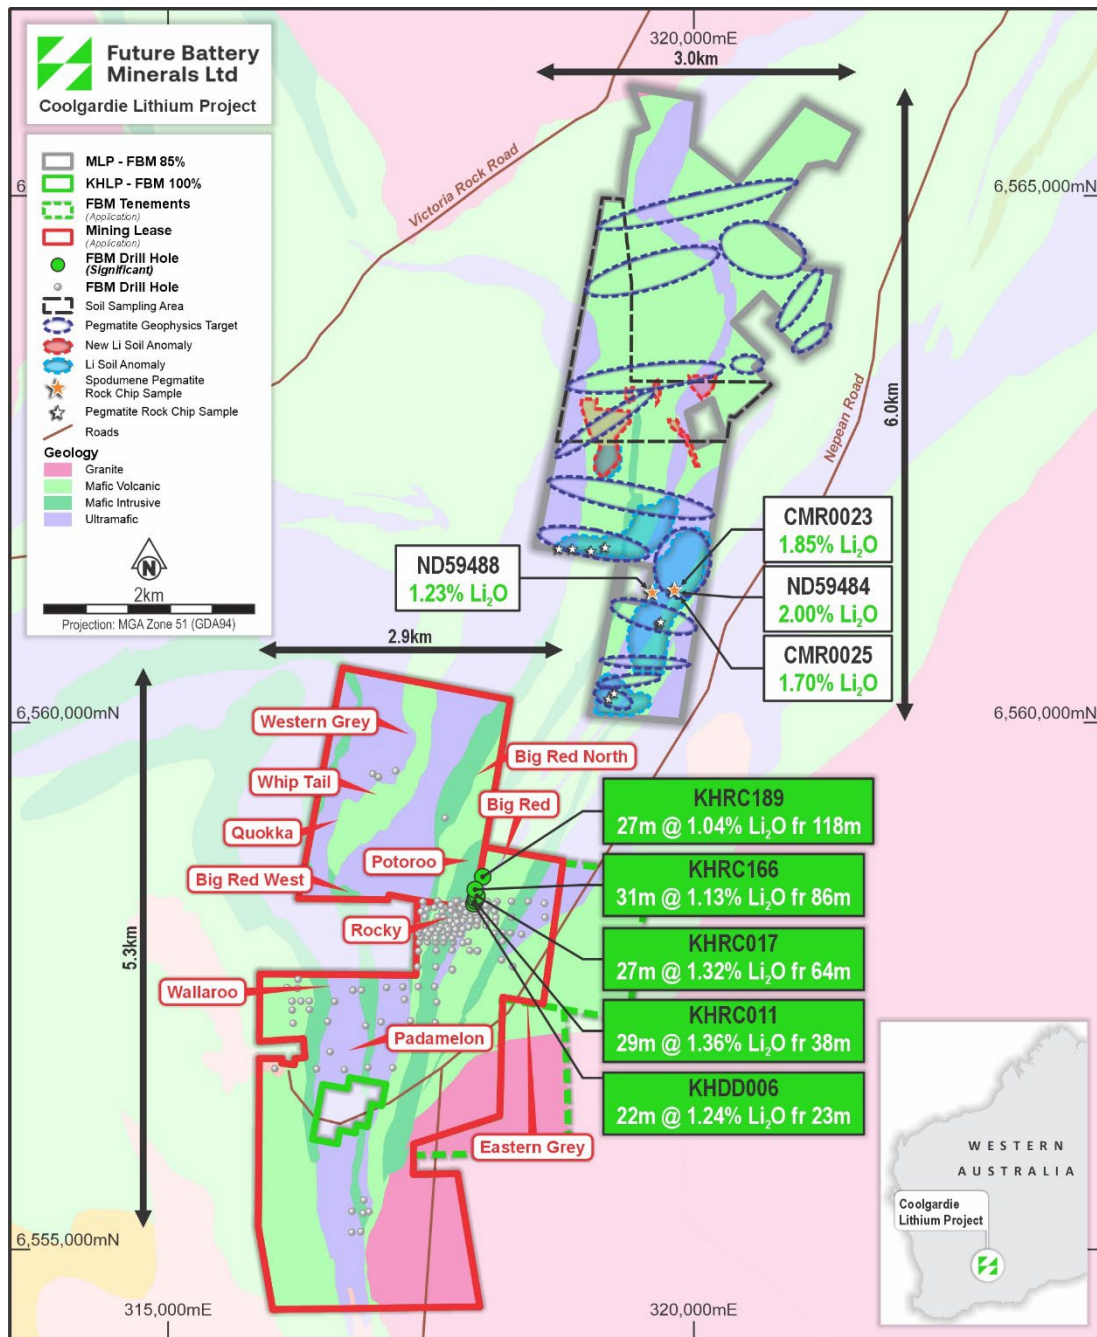 Future Battery
Minerals Ltd
Coolgardie Lithium Project
MLP - FBM 85%
KHLP - FBM 100%
FBM Tenements
(Application)
Mining Lease
(Application)
FBM Drill Hole
(Significant)
FBM Drill Hole
Soil Sampling Area
Pegmatite Geophysics Target
New Li Soil Anomaly
Li Soil Anomaly
Spodumene Pegmatite
Rock Chip Sample
Pegmatite Rock Chip Sample
Roads
Geology
Granite
Mafic Volcanic
Mafic Intrusive
Ultramafic
N
2km
Projection: MGA Zone 51 (GDA94)
320,000mE
3.0km
Victoria Rock Road
6,565,000mN
6.0km
Nepean Road
CMR0023
1.85% Li₂O
ND59488
1.23% Li₂O
ND59484
2.00% Li₂O
CMR0025
1.70% Li₂O
2.9km
6,560,000mN
6,560,000mN
Western Grey
Big Red North
Whip Tail
Big Red
Quokka
Potoroo
Big Red West
Rocky
5.3km
Wallaroo
Padamelon
Eastern Grey
KHRC189
27m @ 1.04% Li₂O fr 118m
KHRC166
31m @ 1.13% Li₂O fr 86m
KHRC017
27m @ 1.32% Li₂O fr 64m
KHRC011
29m @ 1.36% Li₂O fr 38m
KHDD006
22m @ 1.24% Li₂O fr 23m
WESTERN
AUSTRALIA
Coolgardie
Lithium Project
6,555,000mN
315,000mE
320,000mE